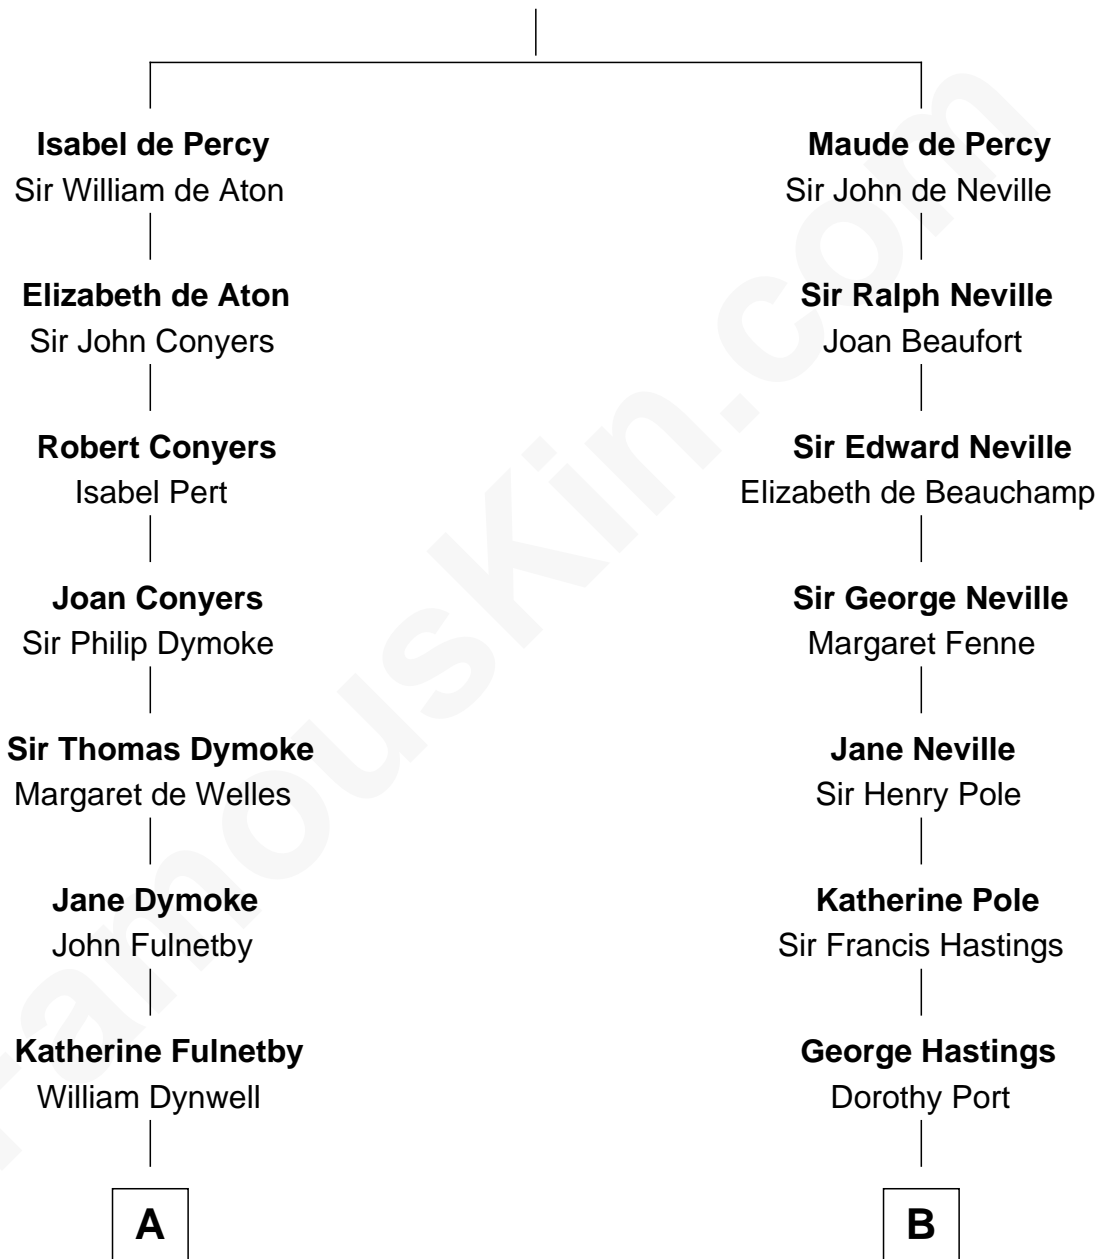 Isabel de Percy
Sir William de Aton
Elizabeth de Aton
Sir John Conyers
Robert Conyers
Isabel Pert
Joan Conyers
Sir Philip Dymoke
Sir Thomas Dymoke
Margaret de Welles
Jane Dymoke
John Fulnetby
Katherine Fulnetby
William Dynwell
A
Maude de Percy
Sir John de Neville
Sir Ralph Neville
Joan Beaufort
Sir Edward Neville
Elizabeth de Beauchamp
Sir George Neville
Margaret Fenne
Jane Neville
Sir Henry Pole
Katherine Pole
Sir Francis Hastings
George Hastings
Dorothy Port
B
FamousKin.com